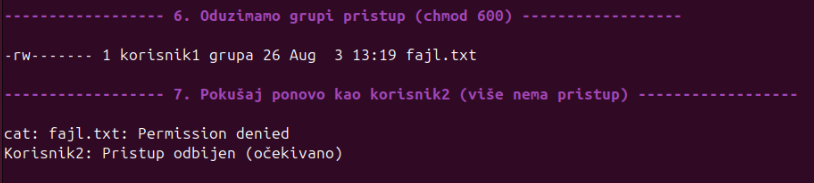 ------------------ 6. Oduzimamo grupi pristup (chmod 600) ------------------
-rw------- 1 korisnik1 grupa 26 Aug  3 13:19 fajl.txt
------------------ 7. Pokušaj ponovo kao korisnik2 (više nema pristup) ------------------
cat: fajl.txt: Permission denied
Korisnik2: Pristup odbijen (očekivano)